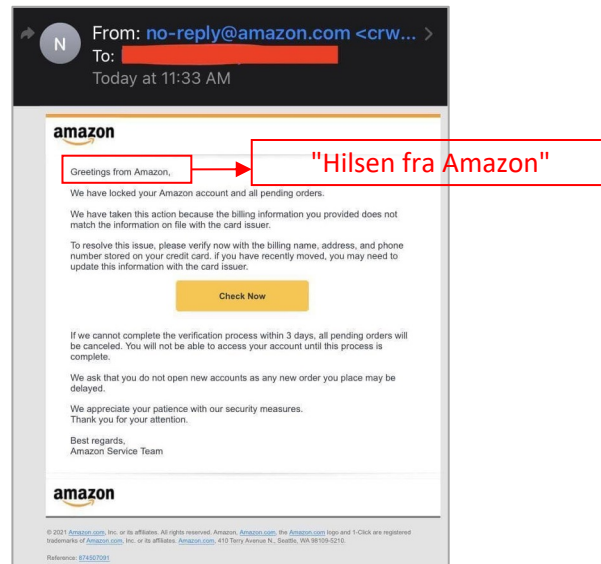 N
From: no-reply@amazon.com <crw... >
To:
Today at 11:33 AM
amazon
Greetings from Amazon,
"Hilsen fra Amazon"
We have locked your Amazon account and all pending orders.
We have taken this action because the billing information you provided does not
match the information on file with the card issuer.
To resolve this issue, please verify now with the billing name, address, and phone
number stored on your credit card. if you have recently moved, you may need to
update this information with the card issuer.
Check Now
If we cannot complete the verification process within 3 days, all pending orders will
be canceled. You will not be able to access your account until this process is
complete.
We ask that you do not open new accounts as any new order you place may be
delayed.
We appreciate your patience with our security measures.
Thank you for your attention.
Best regards,
Amazon Service Team
amazon
© 2021 Amazon.com, Inc. or its affiliates. All rights reserved. Amazon, Amazon.com, the Amazon.com logo and 1-Click are registered
trademarks of Amazon.com, Inc. or its affiliates. Amazon.com, 410 Terry Avenue N., Seattle, WA 98109-5210.
Reference: 874507091